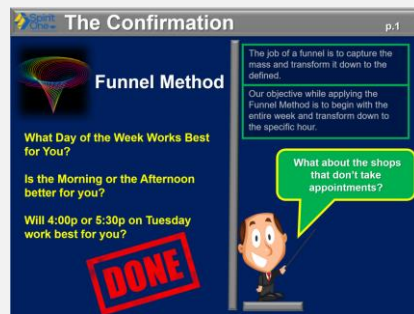 Spirit
One
The Confirmation
p.1
Funnel Method
What Day of the Week Works Best
for You?
Is the Morning or the Afternoon
better for you?
Will 4:00p or 5:30p on Tuesday
work best for you?
DONE
The job of a funnel is to capture the
mass and transform it down to the
defined.
Our objective while applying the
Funnel Method is to begin with the
entire week and transform down to
the specific hour.
What about the shops
that don't take
appointments?